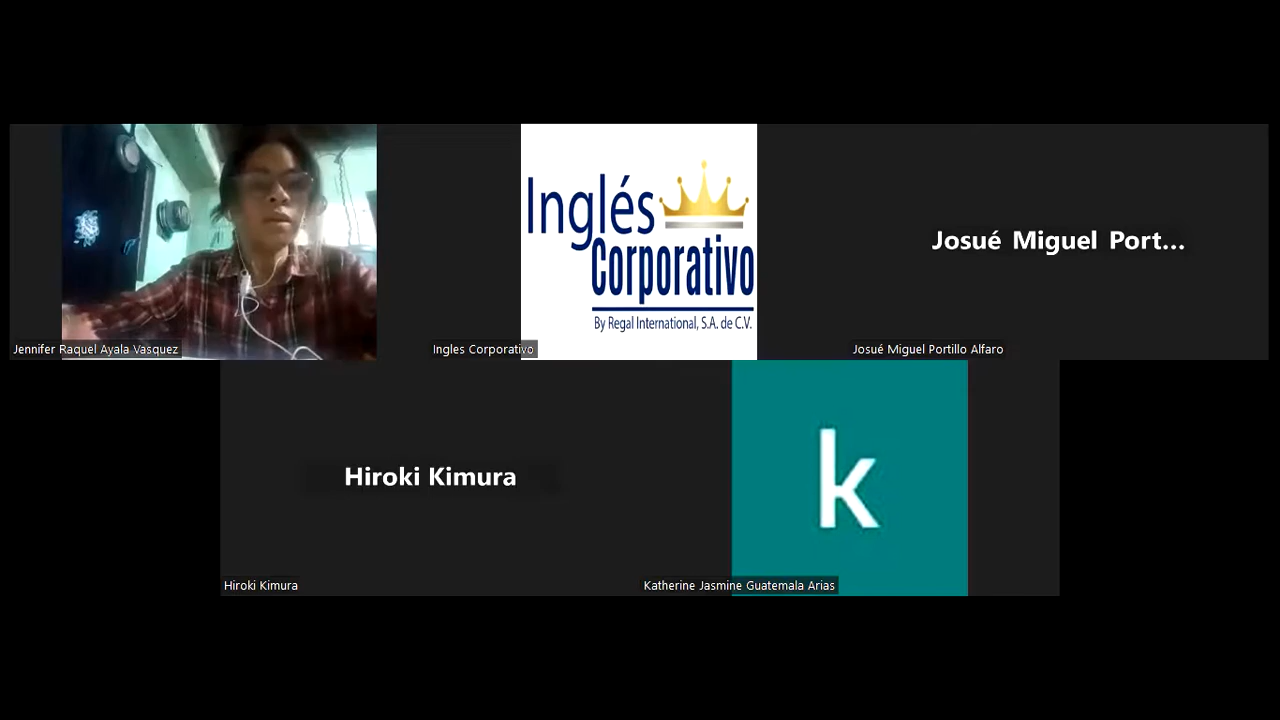 Inglés
Corporativo
By Regal International, S.A. de C.V.
Josué Miguel Port...
Jennifer Raquel Ayala Vasquez
Ingles Corporativo
Josué Miguel Portillo Alfaro
Hiroki Kimura
k
Hiroki Kimura
Katherine Jasmine Guatemala Arias